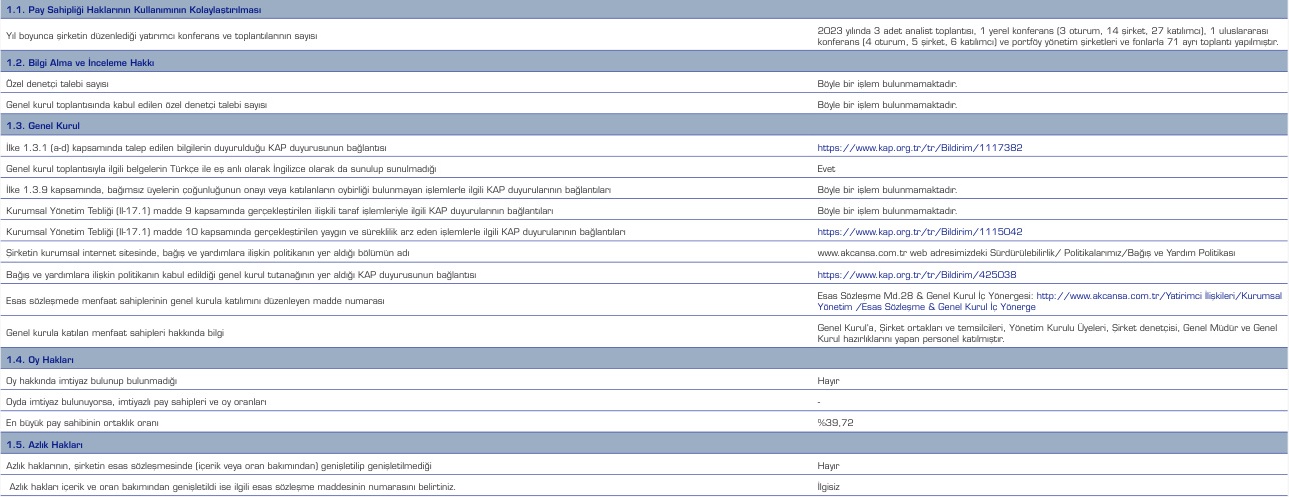 1.1. Pay Sahipliği Haklarının Kullanımının Kolaylaştırılması
Yıl boyunca şirketin düzenlediği yatırımcı konferans ve toplantılarının sayısı
2023 yılında 3 adet analist toplantısı, 1 yerel konferans (3 oturum, 14 şirket, 27 katılımcı), 1 uluslararası
konferans (4 oturum, 5 şirket, 6 katılımcı) ve portföy yönetim şirketleri ve fonlarla 71 ayrı toplantı yapılmıştır.
1.2. Bilgi Alma ve İnceleme Hakkı
Özel denetçi talebi sayısı
Böyle bir işlem bulunmamaktadır.
Genel kurul toplantısında kabul edilen özel denetçi talebi sayısı
Böyle bir işlem bulunmamaktadır.
1.3. Genel Kurul
İlke 1.3.1 (a-d) kapsamında talep edilen bilgilerin duyurulduğu KAP duyurusunun bağlantısı
https://www.kap.org.tr/tr/Bildirim/1117382
Genel kurul toplantısıyla ilgili belgelerin Türkçe ile eş anlı olarak İngilizce olarak da sunulup sunulmadığı
Evet
İlke 1.3.9 kapsamında, bağımsız üyelerin çoğunluğunun onayı veya katılanların oybirliği bulunmayan işlemlerle ilgili KAP duyurularının bağlantıları
Böyle bir işlem bulunmamaktadır.
Kurumsal Yönetim Tebliği (II-17.1) madde 9 kapsamında gerçekleştirilen ilişkili taraf işlemleriyle ilgili KAP duyurularının bağlantıları
Böyle bir işlem bulunmamaktadır.
Kurumsal Yönetim Tebliği (II-17.1) madde 10 kapsamında gerçekleştirilen yaygın ve süreklilik arz eden işlemlerle ilgili KAP duyurularının bağlantıları
https://www.kap.org.tr/tr/Bildirim/1115042
Şirketin kurumsal internet sitesinde, bağış ve yardımlara ilişkin politikanın yer aldığı bölümün adı
www.akcansa.com.tr web adresimizdeki Sürdürülebilirlik/ Politikalarımız/Bağış ve Yardım Politikası
Bağış ve yardımlara ilişkin politikanın kabul edildiği genel kurul tutanağının yer aldığı KAP duyurusunun bağlantısı
https://www.kap.org.tr/tr/Bildirim/425038
Esas sözleşmede menfaat sahiplerinin genel kurula katılımını düzenleyen madde numarası
Esas Sözleşme Md.28 & Genel Kurul İç Yönergesi: http://www.akcansa.com.tr/Yatirimci İlişkileri/Kurumsal
Yönetim /Esas Sözleşme & Genel Kurul İç Yönerge
Genel kurula katılan menfaat sahipleri hakkında bilgi
Genel Kurul'a, Şirket ortakları ve temsilcileri, Yönetim Kurulu Üyeleri, Şirket denetçisi, Genel Müdür ve Genel
Kurul hazırlıklarını yapan personel katılmıştır.
1.4. Oy Hakları
Oy hakkında imtiyaz bulunup bulunmadığı
Hayır
Oyda imtiyaz bulunuyorsa, imtiyazlı pay sahipleri ve oy oranları
-
En büyük pay sahibinin ortaklık oranı
%39,72
1.5. Azlık Hakları
Azlık haklarının, şirketin esas sözleşmesinde (içerik veya oran bakımından) genişletilip genişletilmediği
Hayır
Azlık hakları içerik ve oran bakımından genişletildi ise ilgili esas sözleşme maddesinin numarasını belirtiniz.
İlgisiz